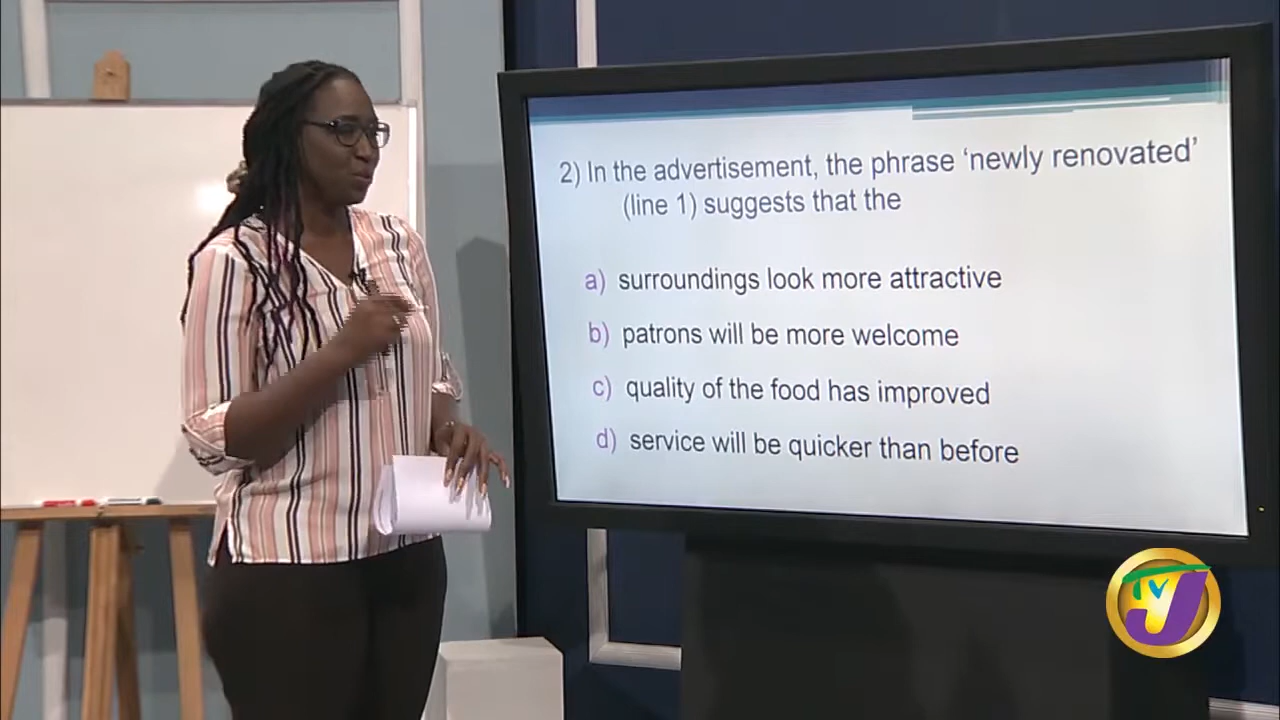 2) In the advertisement, the phrase ‘newly renovated’
(line 1) suggests that the
a) surroundings look more attractive
b) patrons will be more welcome
c) quality of the food has improved
d) service will be quicker than before
TVJ